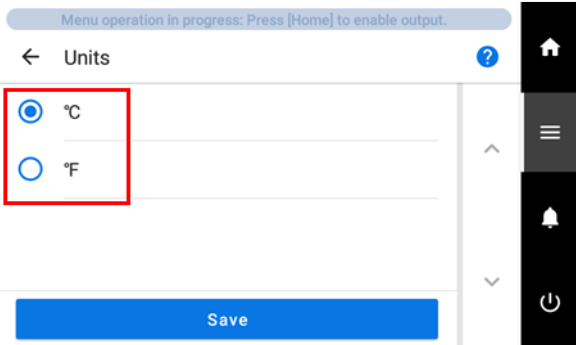 Menu operation in progress: Press [Home] to enable output.
Units
?
℃
℉
Save